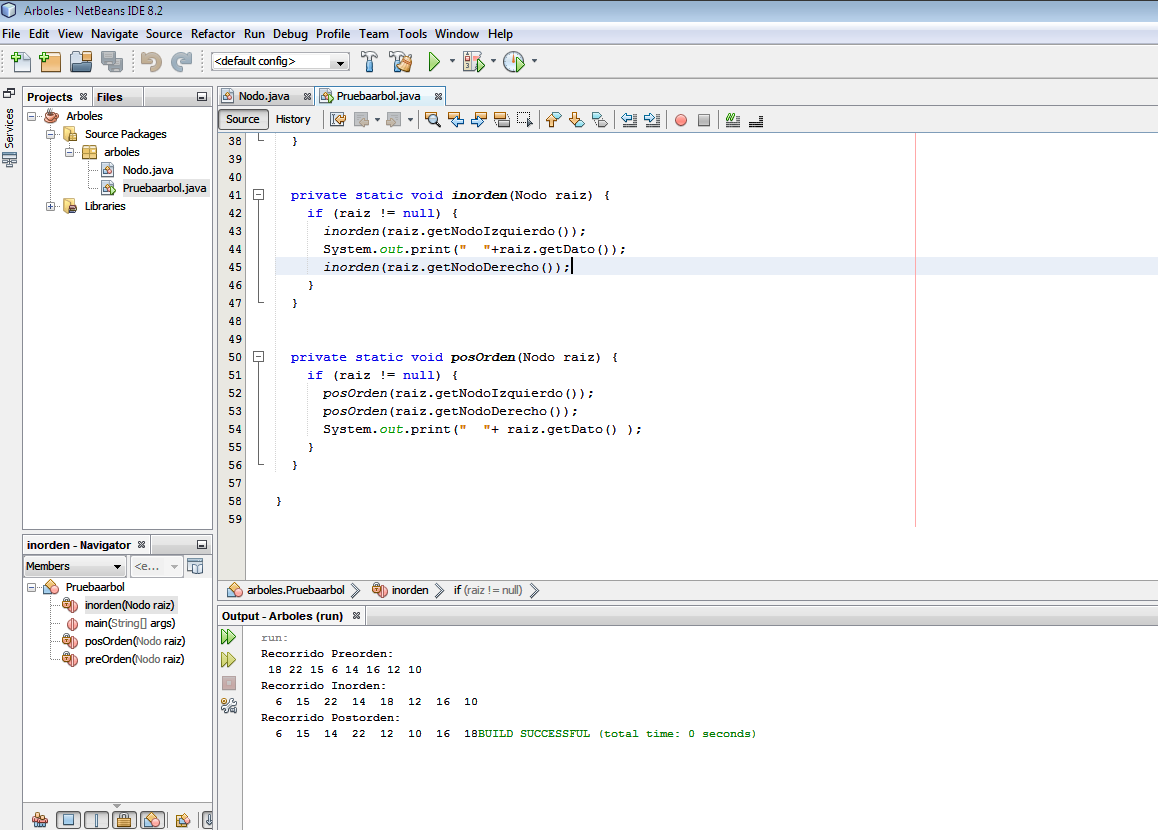 Arboles - NetBeans IDE 8.2
File Edit View Navigate Source Refactor Run Debug Profile Team Tools Window Help
<default config>
Services
Projects Files
Arboles
Source Packages
arboles
Nodo.java
Pruebaarbol.java
Libraries
Nodo.java Pruebaarbol.java
Source History
38 }
39
40
41 private static void inorden(Nodo raiz) {
42 if (raiz != null) {
43 inorden(raiz.getNodoIzquierdo());
44 System.out.print("  "+raiz.getDato());
45 inorden(raiz.getNodoDerecho());
46 }
47 }
48
49
50 private static void posOrden(Nodo raiz) {
51 if (raiz != null) {
52 posOrden(raiz.getNodoIzquierdo());
53 posOrden(raiz.getNodoDerecho());
54 System.out.print("  "+ raiz.getDato() );
55 }
56 }
57
58 }
59
arboles.Pruebaarbol inorden if (raiz != null)
inorden - Navigator
Members <e...
Pruebaarbol
inorden(Nodo raiz)
main(String[] args)
posOrden(Nodo raiz)
preOrden(Nodo raiz)
Output - Arboles (run)
run:
Recorrido Preorden:
18 22 15 6 14 16 12 10
Recorrido Inorden:
6 15 22 14 18 12 16 10
Recorrido Postorden:
6 15 14 22 12 10 16 18BUILD SUCCESSFUL (total time: 0 seconds)